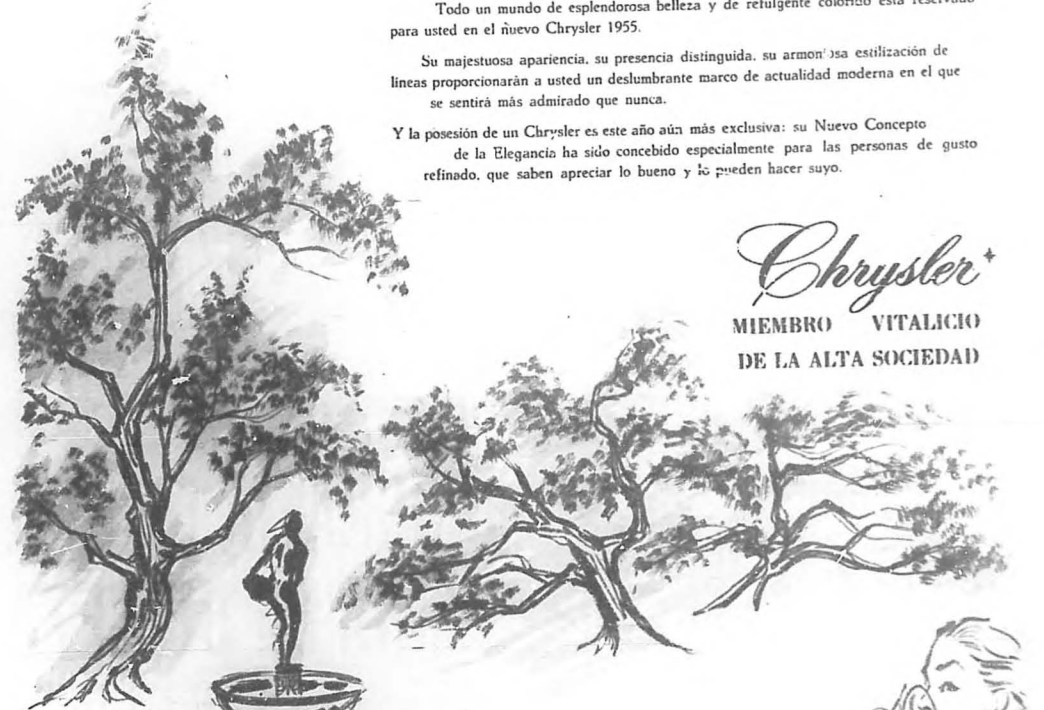 Todo un mundo de esplendorosa belleza y de refulgente colorido está reservado
para usted en el nuevo Chrysler 1955.
Su majestuosa apariencia, su presencia distinguida, su armoniosa estilización de
líneas proporcionarán a usted un deslumbrante marco de actualidad moderna en el que
se sentirá más admirado que nunca.
Y la posesión de un Chrysler es este año aún más exclusiva: su Nuevo Concepto
de la Elegancia ha sido concebido especialmente para las personas de gusto
refinado, que saben apreciar lo bueno y lo pueden hacer suyo.
Chrysler
MIEMBRO VITALICIO
DE LA ALTA SOCIEDAD